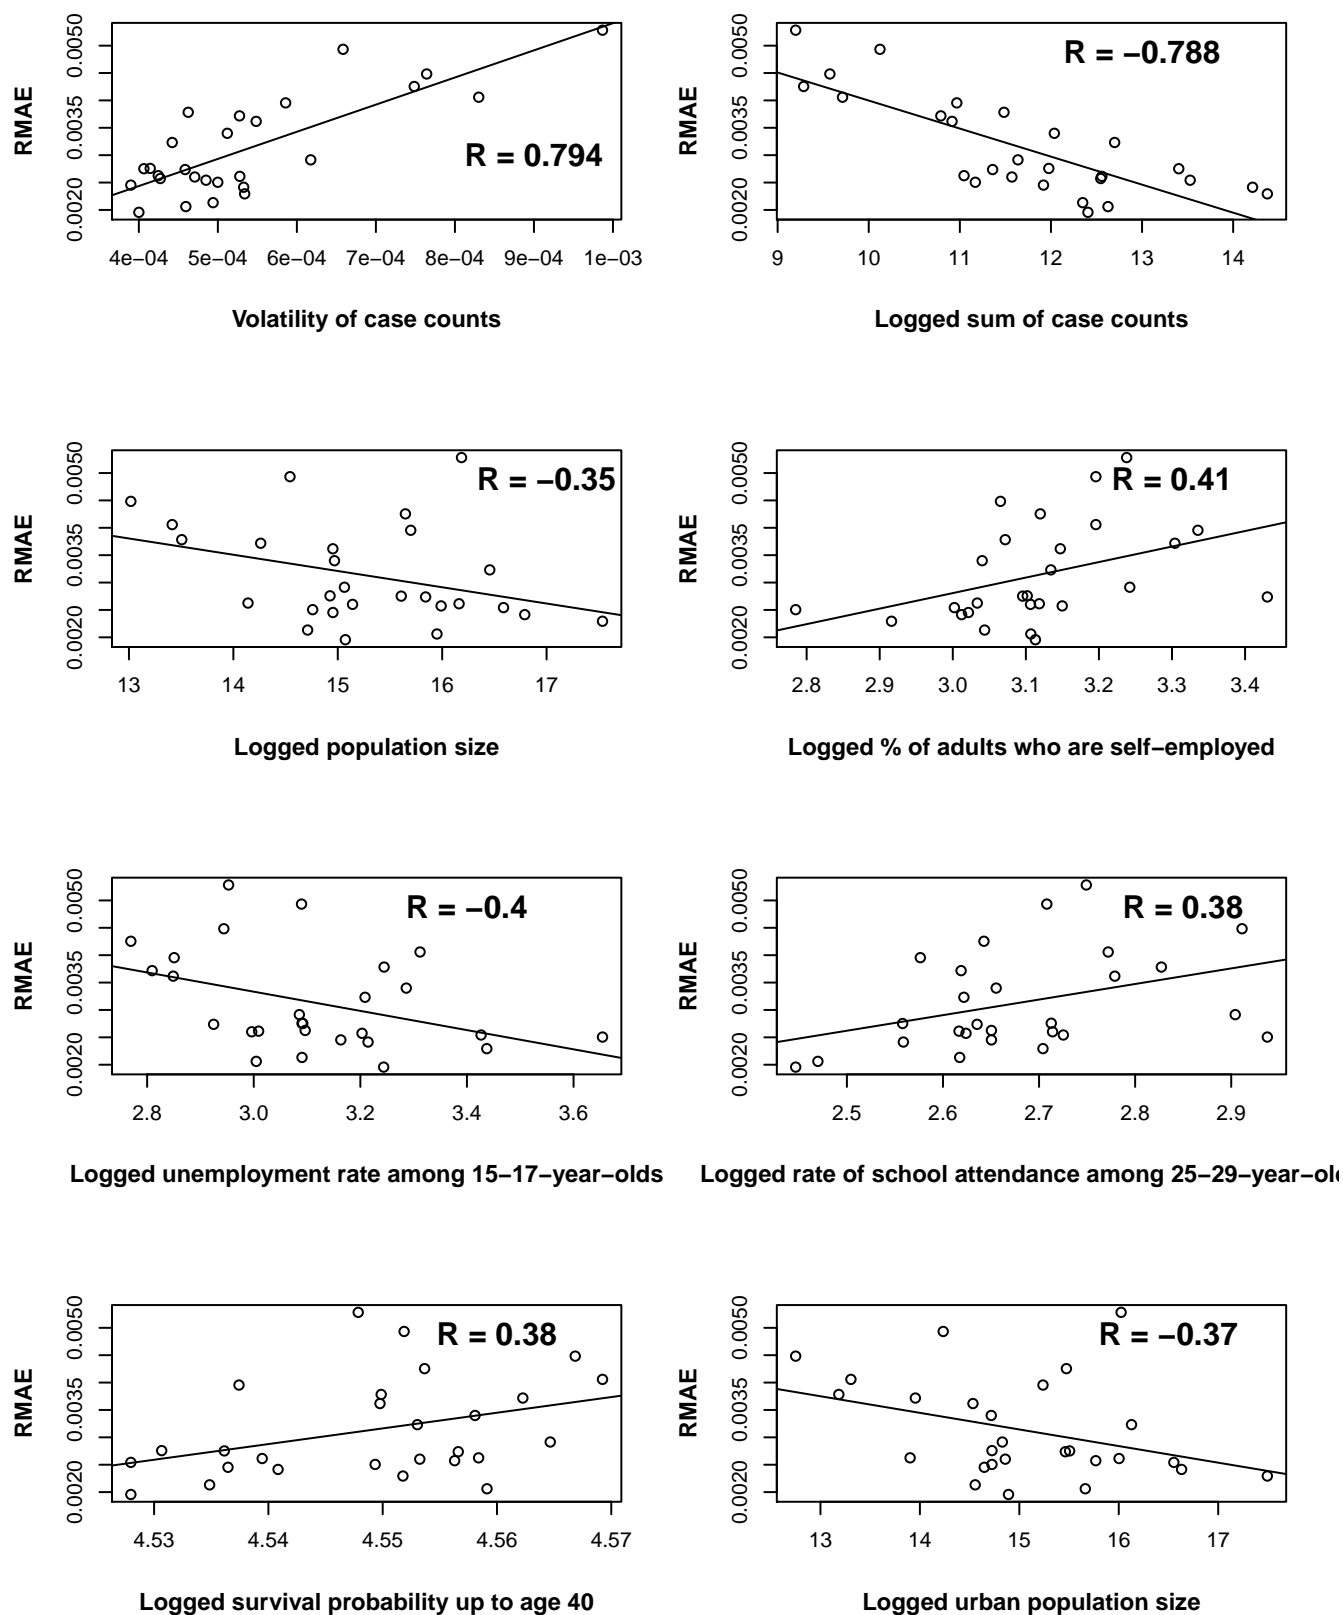 RMAE
0.0020 0.0035 0.0050
R = 0.794
4e−04 5e−04 6e−04 7e−04 8e−04 9e−04 1e−03
Volatility of case counts
RMAE
0.0020 0.0035 0.0050
R = −0.788
9 10 11 12 13 14
Logged sum of case counts
RMAE
0.0020 0.0035 0.0050
R = −0.35
13 14 15 16 17
Logged population size
RMAE
0.0020 0.0035 0.0050
R = 0.41
2.8 2.9 3.0 3.1 3.2 3.3 3.4
Logged % of adults who are self−employed
RMAE
0.0020 0.0035 0.0050
R = −0.4
2.8 3.0 3.2 3.4 3.6
Logged unemployment rate among 15−17−year−olds
RMAE
0.0020 0.0035 0.0050
R = 0.38
2.5 2.6 2.7 2.8 2.9
Logged rate of school attendance among 25−29−year−ol
RMAE
0.0020 0.0035 0.0050
R = 0.38
4.53 4.54 4.55 4.56 4.57
Logged survival probability up to age 40
RMAE
0.0020 0.0035 0.0050
R = −0.37
13 14 15 16 17
Logged urban population size